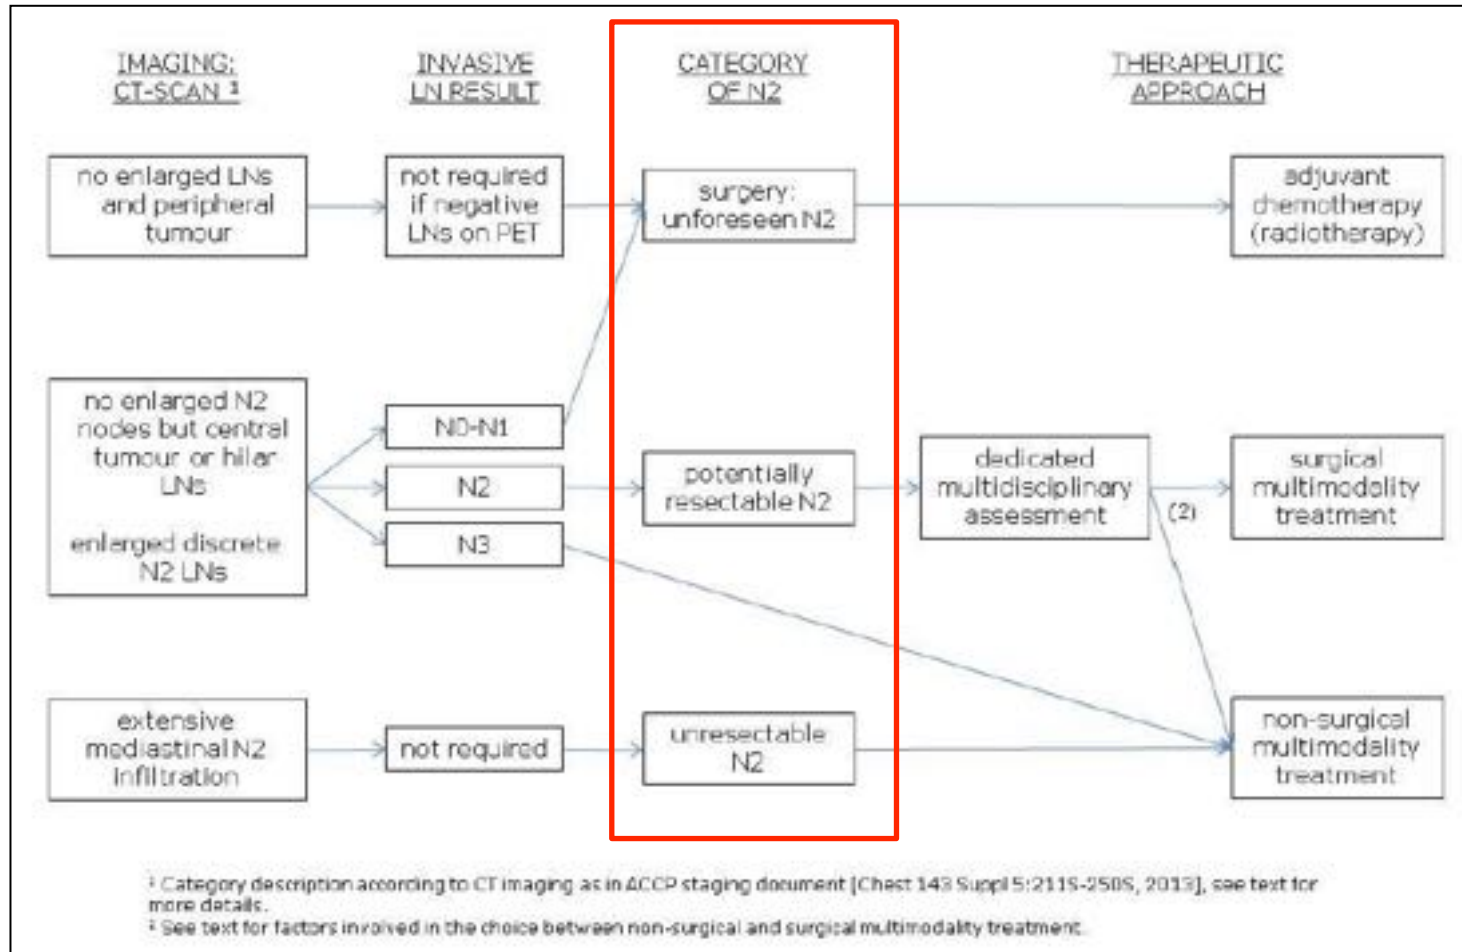 IMAGING:
CT-SCAN ¹
INVASIVE
LN RESULT
CATEGORY
OF N2
THERAPEUTIC
APPROACH
no enlarged LNs
and peripheral
tumour
not required
if negative
LNs on PET
surgery:
unforeseen N2
adjuvant
chemotherapy
(radiotherapy)
no enlarged N2
nodes but central
tumour or hilar
LNs
enlarged discrete
N2 LNs
N0-N1
N2
N3
potentially
resectable N2
dedicated
multidisciplinary
assessment
(2)
surgical
multimodality
treatment
extensive
mediastinal N2
infiltration
not required
unresectable
N2
non-surgical
multimodality
treatment
¹ Category description according to CT imaging as in ACCP staging document [Chest 143 Suppl 5:211S-250S, 2013], see text for
more details.
² See text for factors involved in the choice between non-surgical and surgical multimodality treatment.